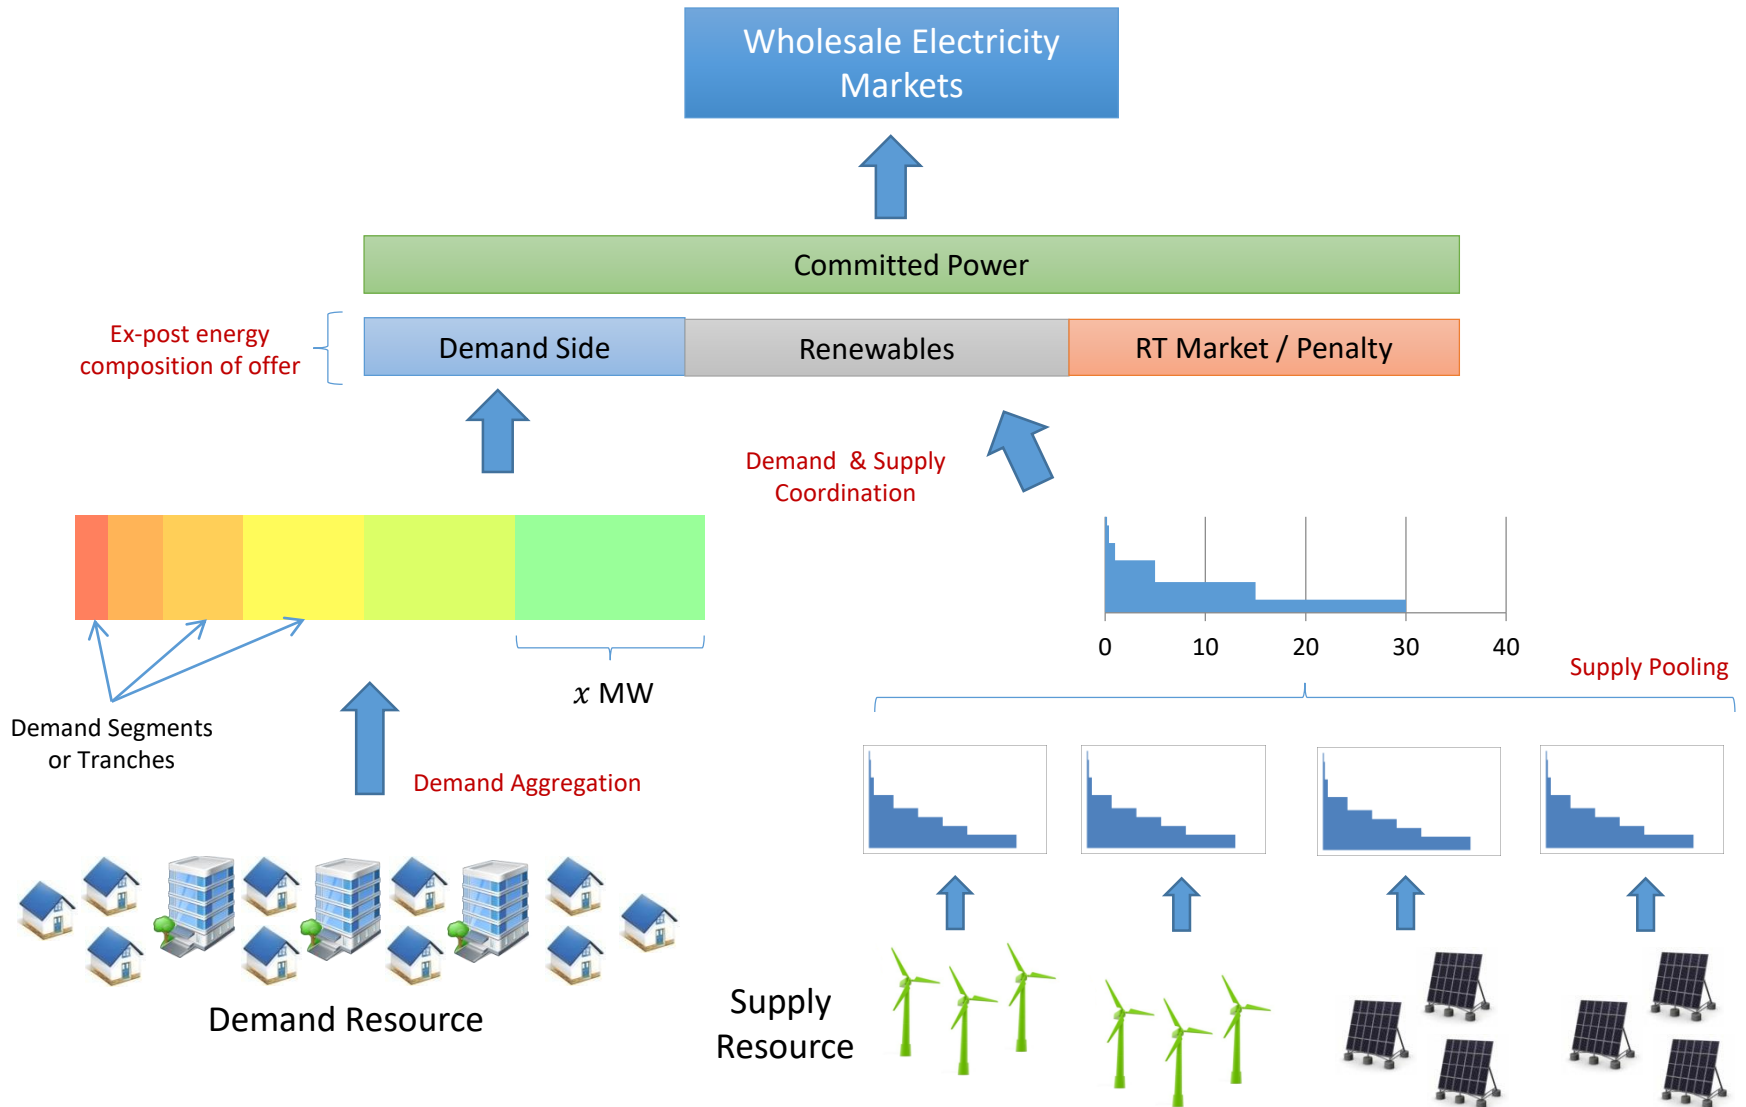 Wholesale Electricity
Markets
Committed Power
Ex-post energy
composition of offer
Demand Side
Renewables
RT Market / Penalty
Demand & Supply
Coordination
0 10 20 30 40
Supply Pooling
x MW
Demand Segments
or Tranches
Demand Aggregation
Demand Resource
Supply
Resource